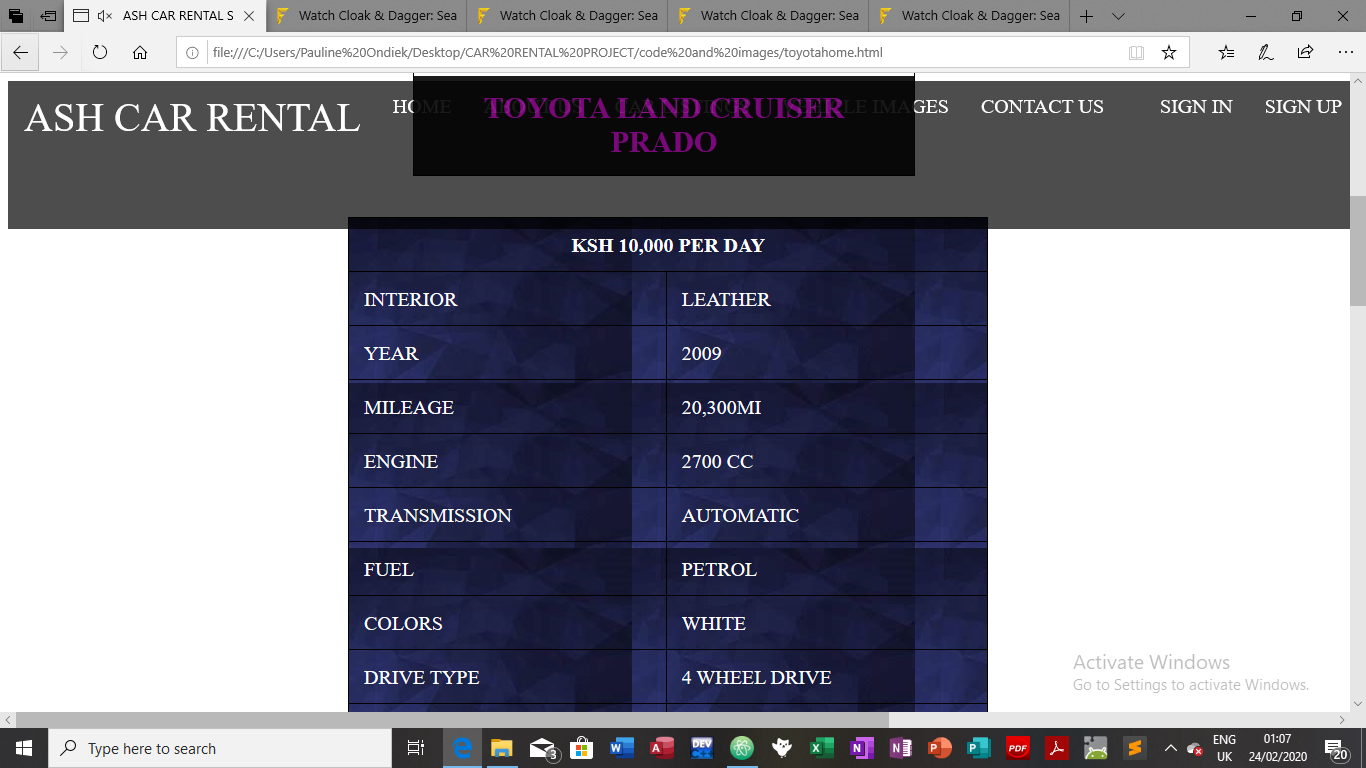 ASH CAR RENTAL S
Watch Cloak & Dagger: Sea
Watch Cloak & Dagger: Sea
Watch Cloak & Dagger: Sea
Watch Cloak & Dagger: Sea
file:///C:/Users/Pauline%20Ondiek/Desktop/CAR%20RENTAL%20PROJECT/code%20and%20images/toyotahome.html
ASH CAR RENTAL
HOME IMAGES CONTACT US SIGN IN SIGN UP
TOYOTA LAND CRUISER
PRADO
KSH 10,000 PER DAY
INTERIOR LEATHER
YEAR 2009
MILEAGE 20,300MI
ENGINE 2700 CC
TRANSMISSION AUTOMATIC
FUEL PETROL
COLORS WHITE
DRIVE TYPE 4 WHEEL DRIVE
Activate Windows
Go to Settings to activate Windows.
Type here to search
3
DEV
PDF
ENG
UK
01:07
24/02/2020
20